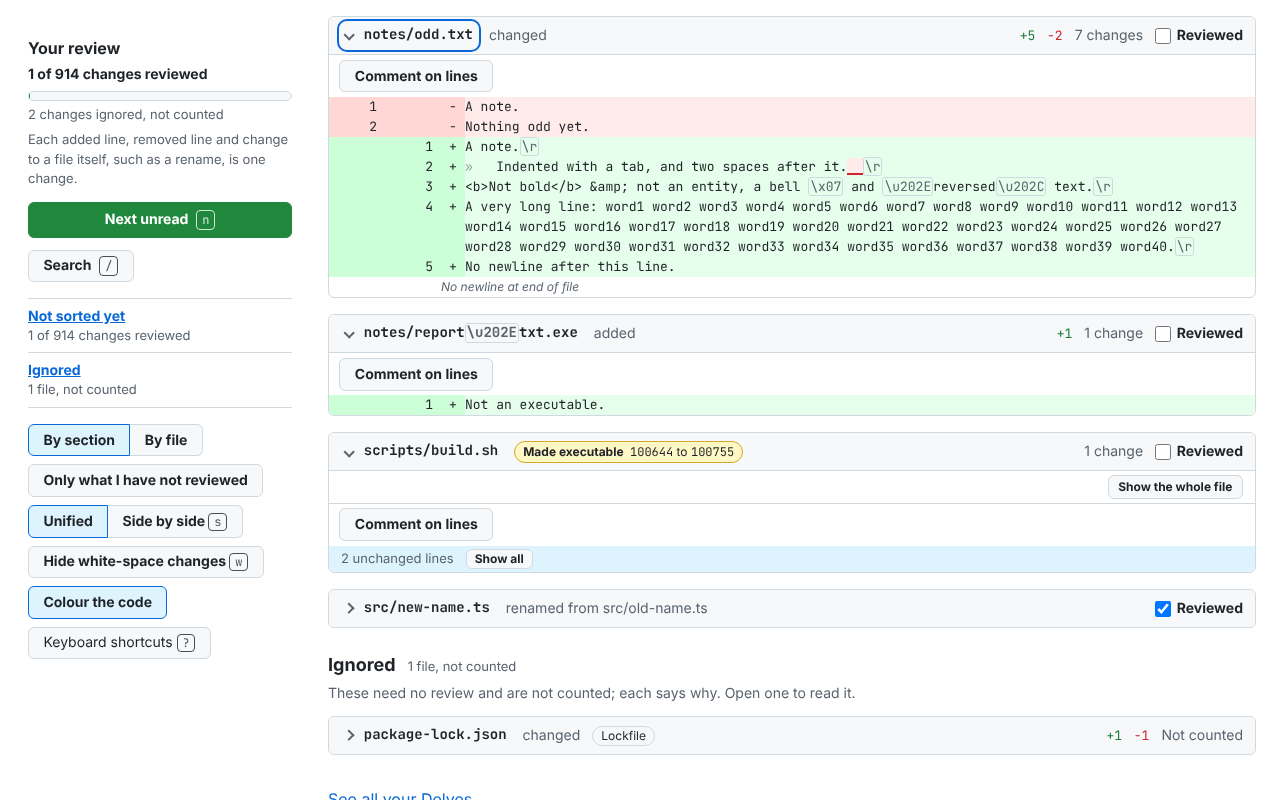 Your review
1 of 914 changes reviewed
2 changes ignored, not counted
Each added line, removed line and change
to a file itself, such as a rename, is one
change.
Next unread n
Search /
Not sorted yet
1 of 914 changes reviewed
Ignored
1 file, not counted
By section By file
Only what I have not reviewed
Unified Side by side s
Hide white-space changes w
Colour the code
Keyboard shortcuts ?
notes/odd.txt changed +5 -2 7 changes Reviewed
Comment on lines
1 - A note.
2 - Nothing odd yet.
1 + A note.\r
2 + » Indented with a tab, and two spaces after it. \r
3 + <b>Not bold</b> &amp; not an entity, a bell \x07 and \u202Ereversed\u202C text.\r
4 + A very long line: word1 word2 word3 word4 word5 word6 word7 word8 word9 word10 word11 word12 word13
word14 word15 word16 word17 word18 word19 word20 word21 word22 word23 word24 word25 word26 word27
word28 word29 word30 word31 word32 word33 word34 word35 word36 word37 word38 word39 word40.\r
5 + No newline after this line.
No newline at end of file
notes/report\u202Etxt.exe added +1 1 change Reviewed
Comment on lines
1 + Not an executable.
scripts/build.sh Made executable 100644 to 100755 1 change Reviewed
Show the whole file
Comment on lines
2 unchanged lines Show all
src/new-name.ts renamed from src/old-name.ts Reviewed
Ignored 1 file, not counted
These need no review and are not counted; each says why. Open one to read it.
package-lock.json changed Lockfile +1 -1 Not counted
See all your Delves